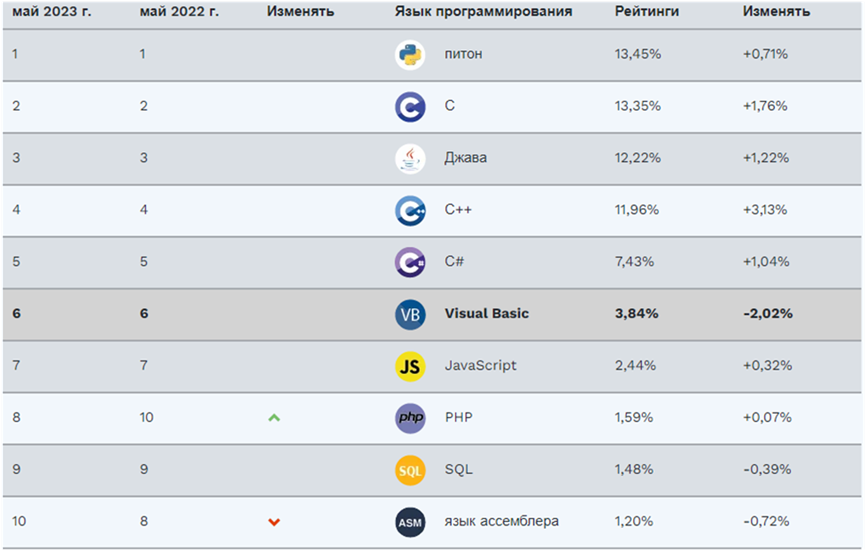 май 2023 г. май 2022 г. Изменять Язык программирования Рейтинги Изменять
1 1 питон 13,45% +0,71%
2 2 C C 13,35% +1,76%
3 3 Джава 12,22% +1,22%
4 4 C++ C++ 11,96% +3,13%
5 5 C C# 7,43% +1,04%
6 6 VB Visual Basic 3,84% -2,02%
7 7 JS JavaScript 2,44% +0,32%
8 10 php PHP 1,59% +0,07%
9 9 SQL SQL 1,48% -0,39%
10 8 ASM язык ассемблера 1,20% -0,72%